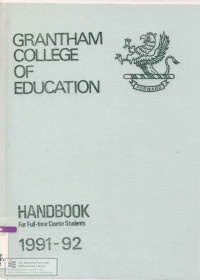 GRANTHAM
COLLEGE
OF
EDUCATION
HANDBOOK
For Full-time Course Students
1991-92